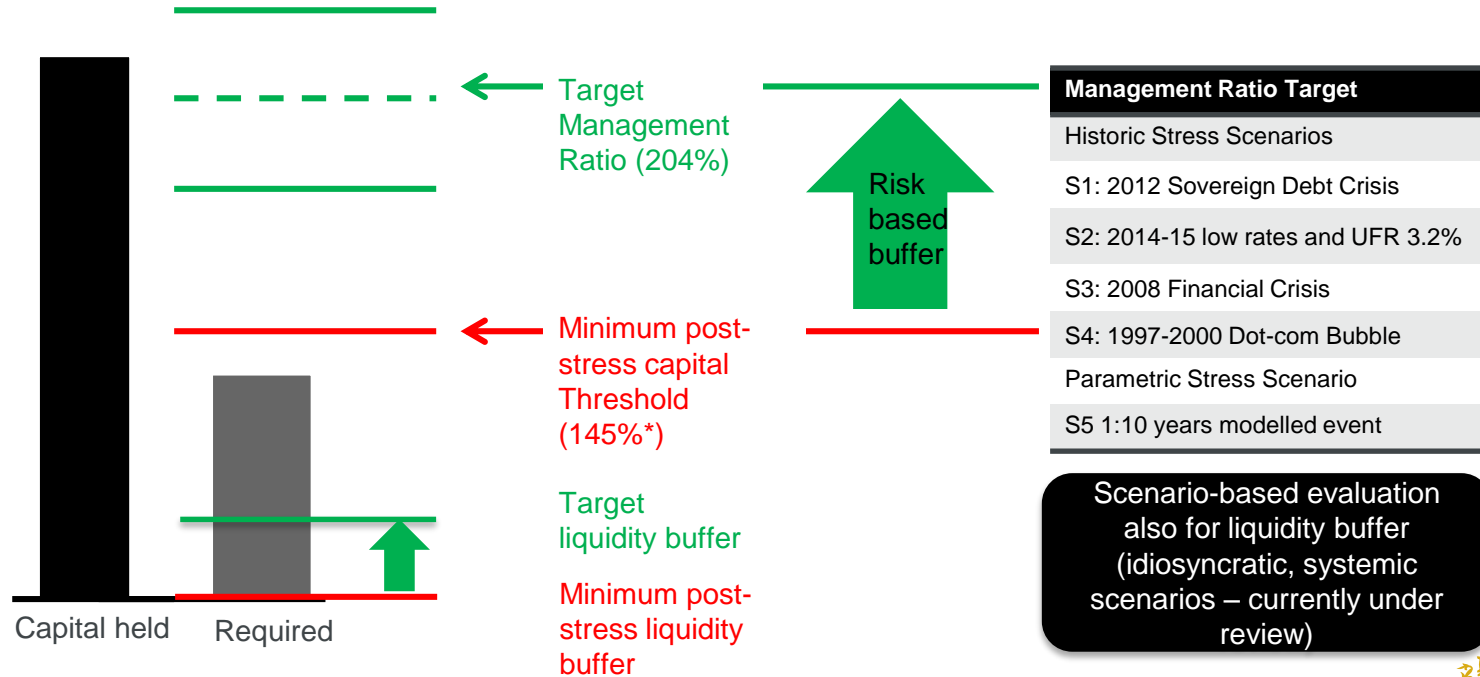 Target
Management
Ratio (204%)
Minimum post-
stress capital
Threshold
(145%*)
Target
liquidity buffer
Minimum post-
stress liquidity
buffer
Capital held
Required
Risk
based
buffer
Management Ratio Target
Historic Stress Scenarios
S1: 2012 Sovereign Debt Crisis
S2: 2014-15 low rates and UFR 3.2%
S3: 2008 Financial Crisis
S4: 1997-2000 Dot-com Bubble
Parametric Stress Scenario
S5 1:10 years modelled event
Scenario-based evaluation
also for liquidity buffer
(idiosyncratic, systemic
scenarios – currently under
review)